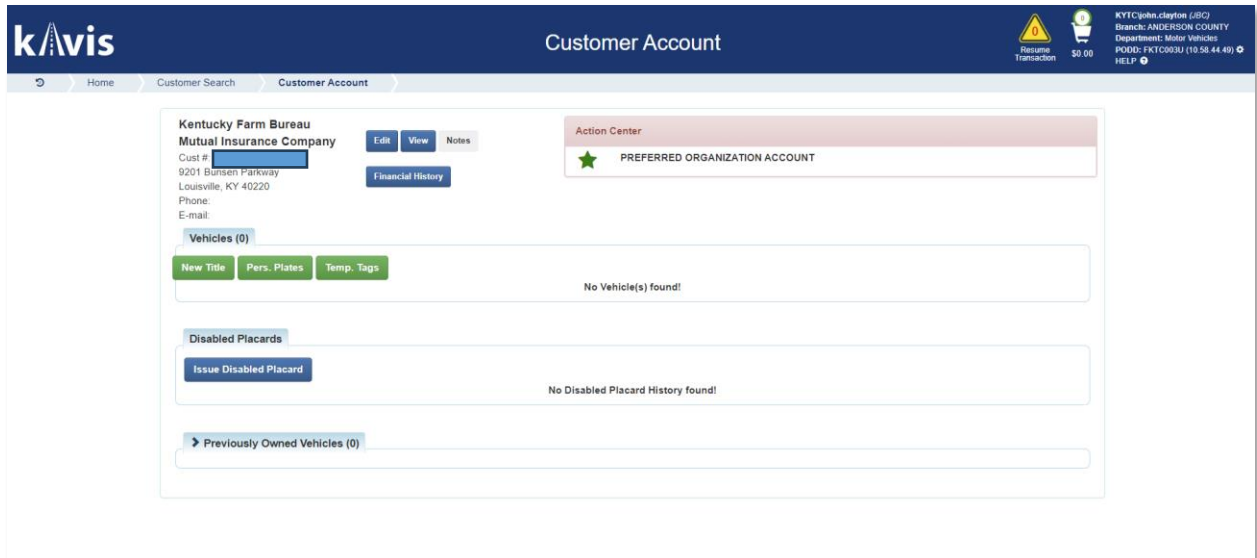 kavis
Customer Account
0
Resume
Transaction
0
$0.00
KYTC\john.clayton (JBC)
Branch: ANDERSON COUNTY
Department: Motor Vehicles
PODD: FKTC003U (10.58.44.49)
HELP
Home
Customer Search
Customer Account
Kentucky Farm Bureau
Mutual Insurance Company
Cust #:
9201 Bunsen Parkway
Louisville, KY 40220
Phone:
E-mail:
Edit
View
Notes
Financial History
Action Center
PREFERRED ORGANIZATION ACCOUNT
Vehicles (0)
New Title
Pers. Plates
Temp. Tags
No Vehicle(s) found!
Disabled Placards
Issue Disabled Placard
No Disabled Placard History found!
Previously Owned Vehicles (0)